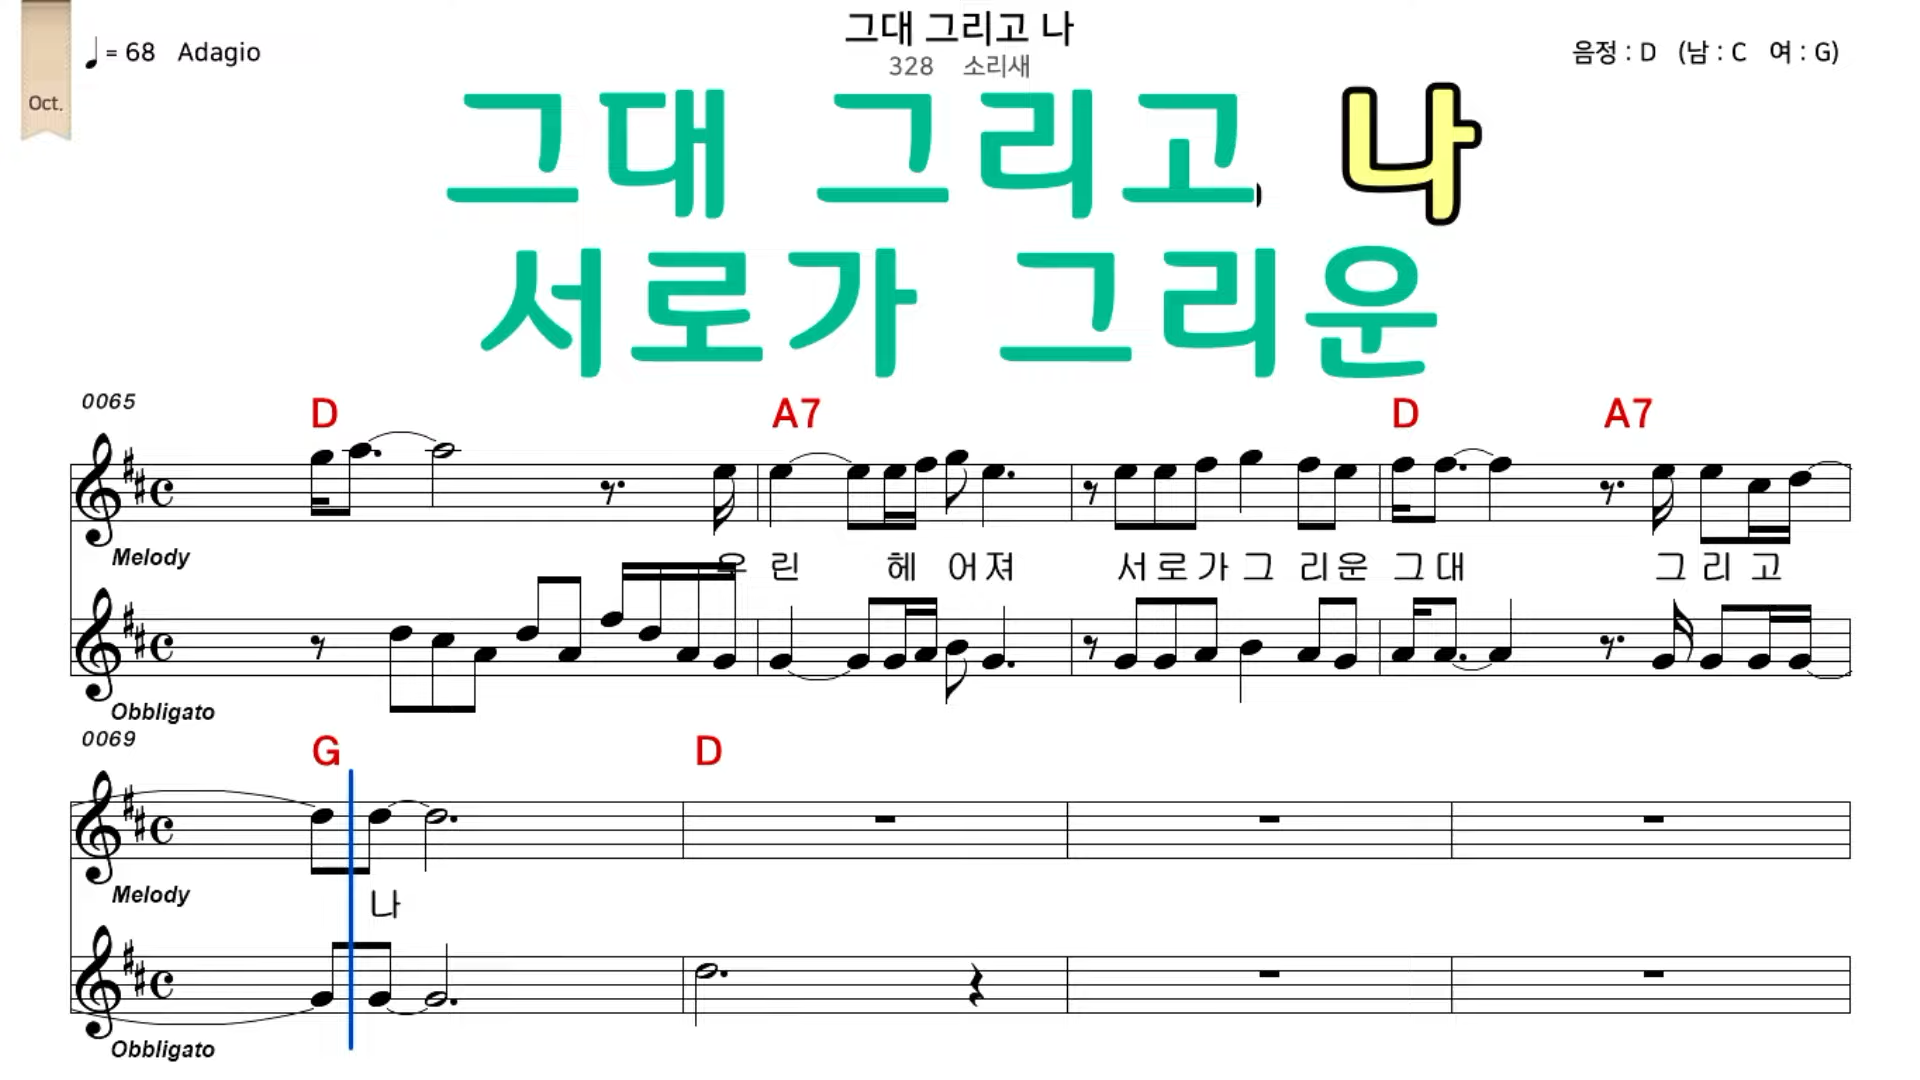 그대 그리고 나
♩= 68 Adagio
328 소리새
음정 : D (남 : C 여 : G)
Oct.
그대 그리고 나
서로가 그리운
0065
D A7 D A7
Melody
우 린 헤 어 져 서 로 가 그 리 운 그 대 그 리 고
Obbligato
0069
G D
Melody
나
Obbligato